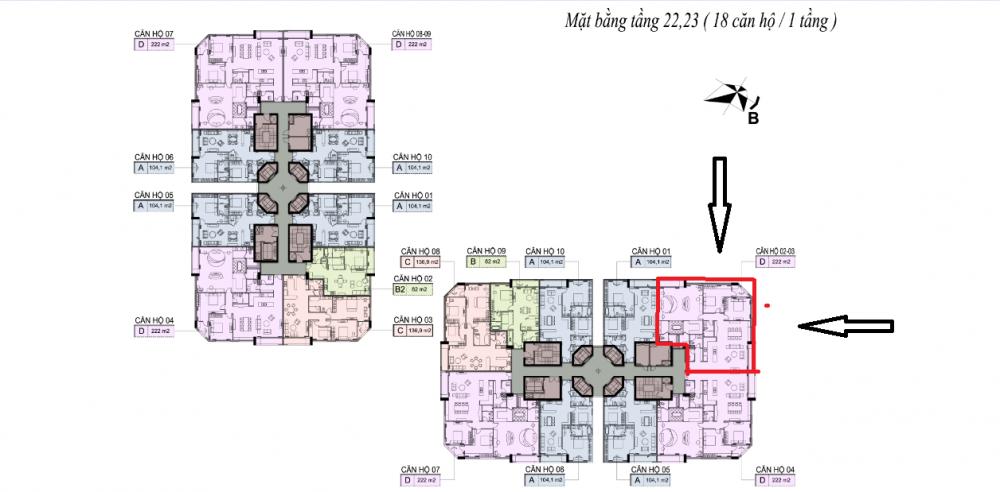 Mặt bằng tầng 22,23 ( 18 căn hộ / 1 tầng )
B
CĂN HỘ 07
D 222 m2
CĂN HỘ 08-09
D 222 m2
CĂN HỘ 06
A 104,1 m2
CĂN HỘ 10
A 104,1 m2
CĂN HỘ 05
A 104,1 m2
CĂN HỘ 01
A 104,1 m2
CĂN HỘ 02
B2 82 m2
CĂN HỘ 04
D 222 m2
CĂN HỘ 03
C 136,9 m2
CĂN HỘ 08
C 136,9 m2
CĂN HỘ 09
B 82 m2
CĂN HỘ 10
A 104,1 m2
CĂN HỘ 01
A 104,1 m2
CĂN HỘ 02-03
D 222 m2
CĂN HỘ 07
D 222 m2
CĂN HỘ 06
A 104,1 m2
CĂN HỘ 05
A 104,1 m2
CĂN HỘ 04
D 222 m2